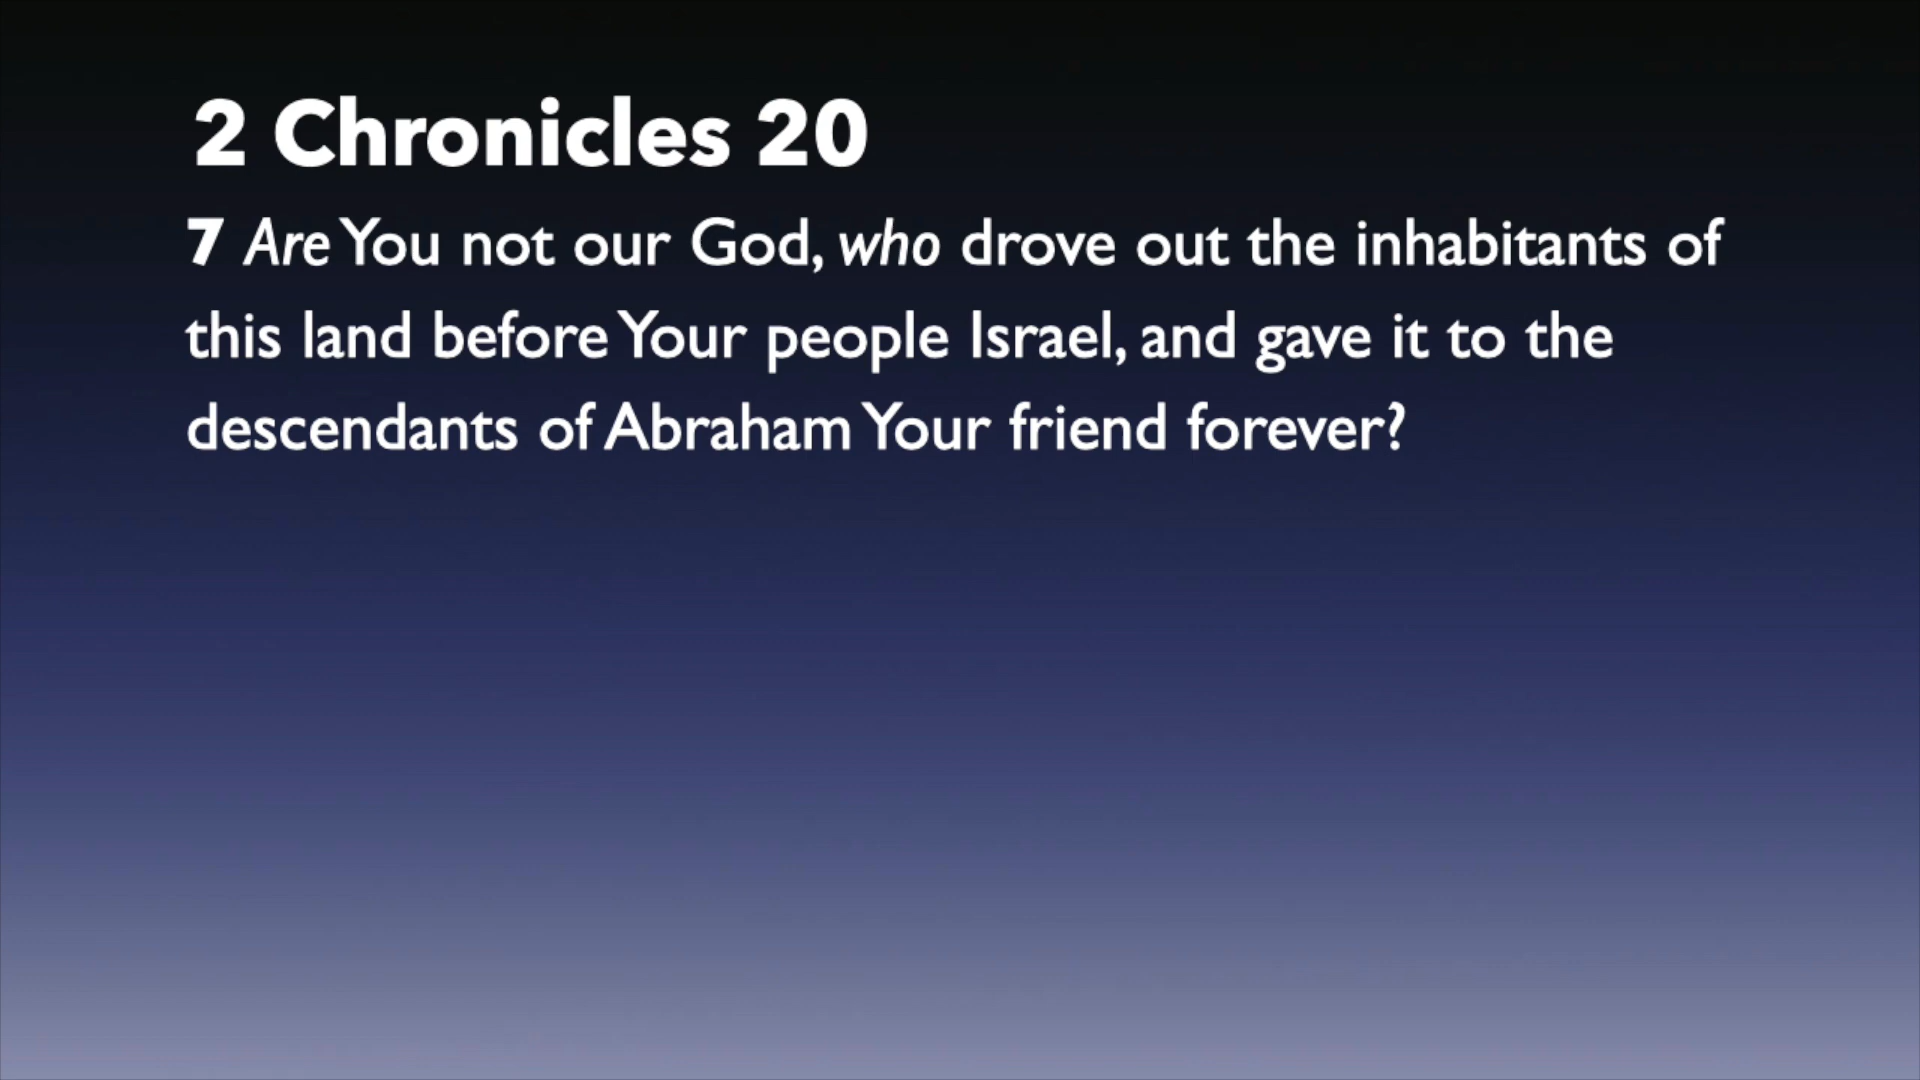 2 Chronicles 20
7 Are You not our God, who drove out the inhabitants of
this land before Your people Israel, and gave it to the
descendants of Abraham Your friend forever?